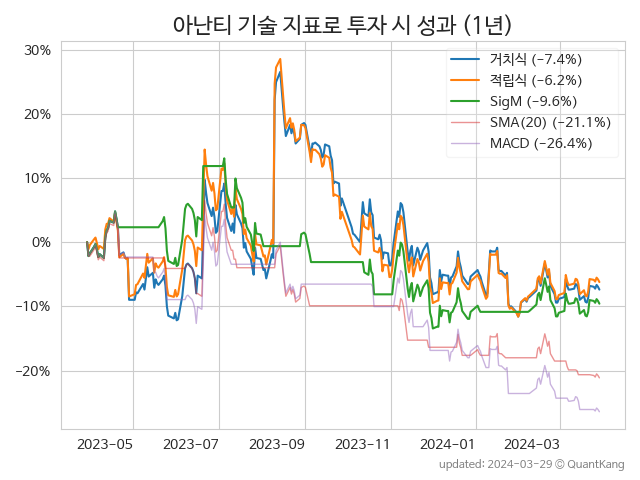 아난티 기술 지표로 투자 시 성과 (1년)
30%
20%
10%
0%
−10%
−20%
거치식 (−7.4%)
적립식 (−6.2%)
SigM (−9.6%)
SMA(20) (−21.1%)
MACD (−26.4%)
2023−05 2023−07 2023−09 2023−11 2024−01 2024−03
updated: 2024−03−29 © QuantKang